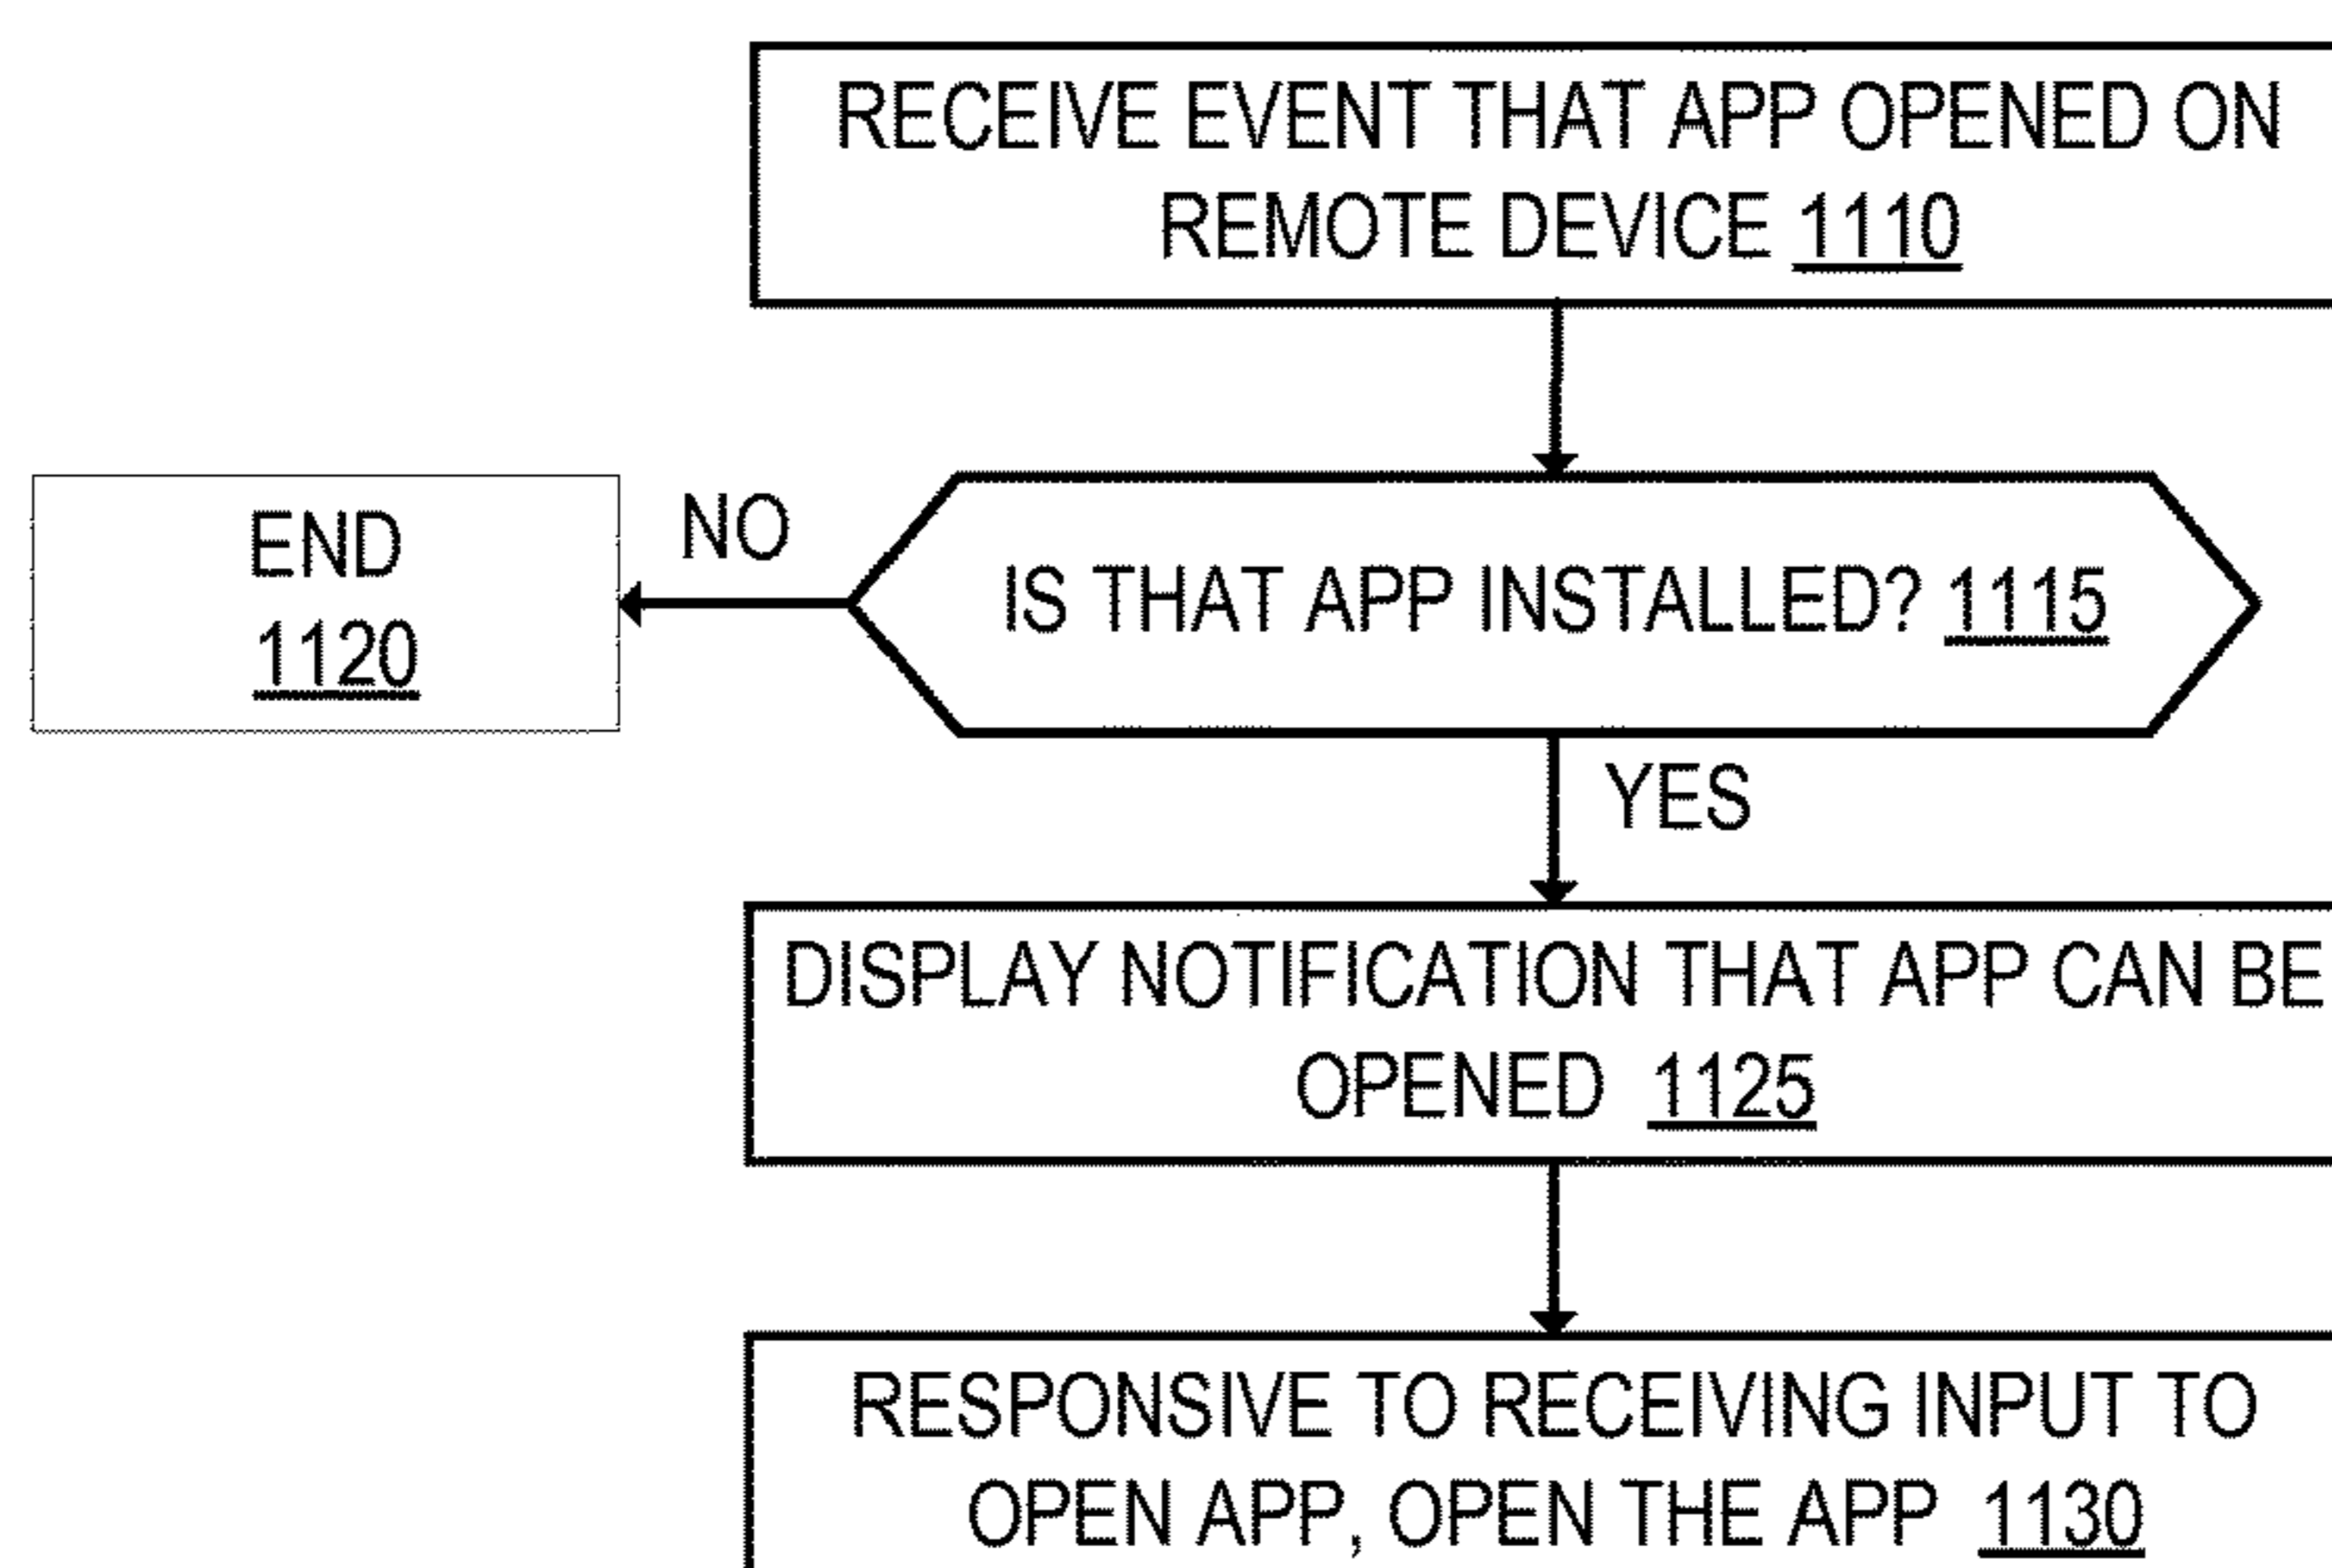 RECEIVE EVENT THAT APP OPENED ON
REMOTE DEVICE 1110
NO
END
1120
IS THAT APP INSTALLED? 1115
YES
DISPLAY NOTIFICATION THAT APP CAN BE
OPENED 1125
RESPONSIVE TO RECEIVING INPUT TO
OPEN APP, OPEN THE APP 1130